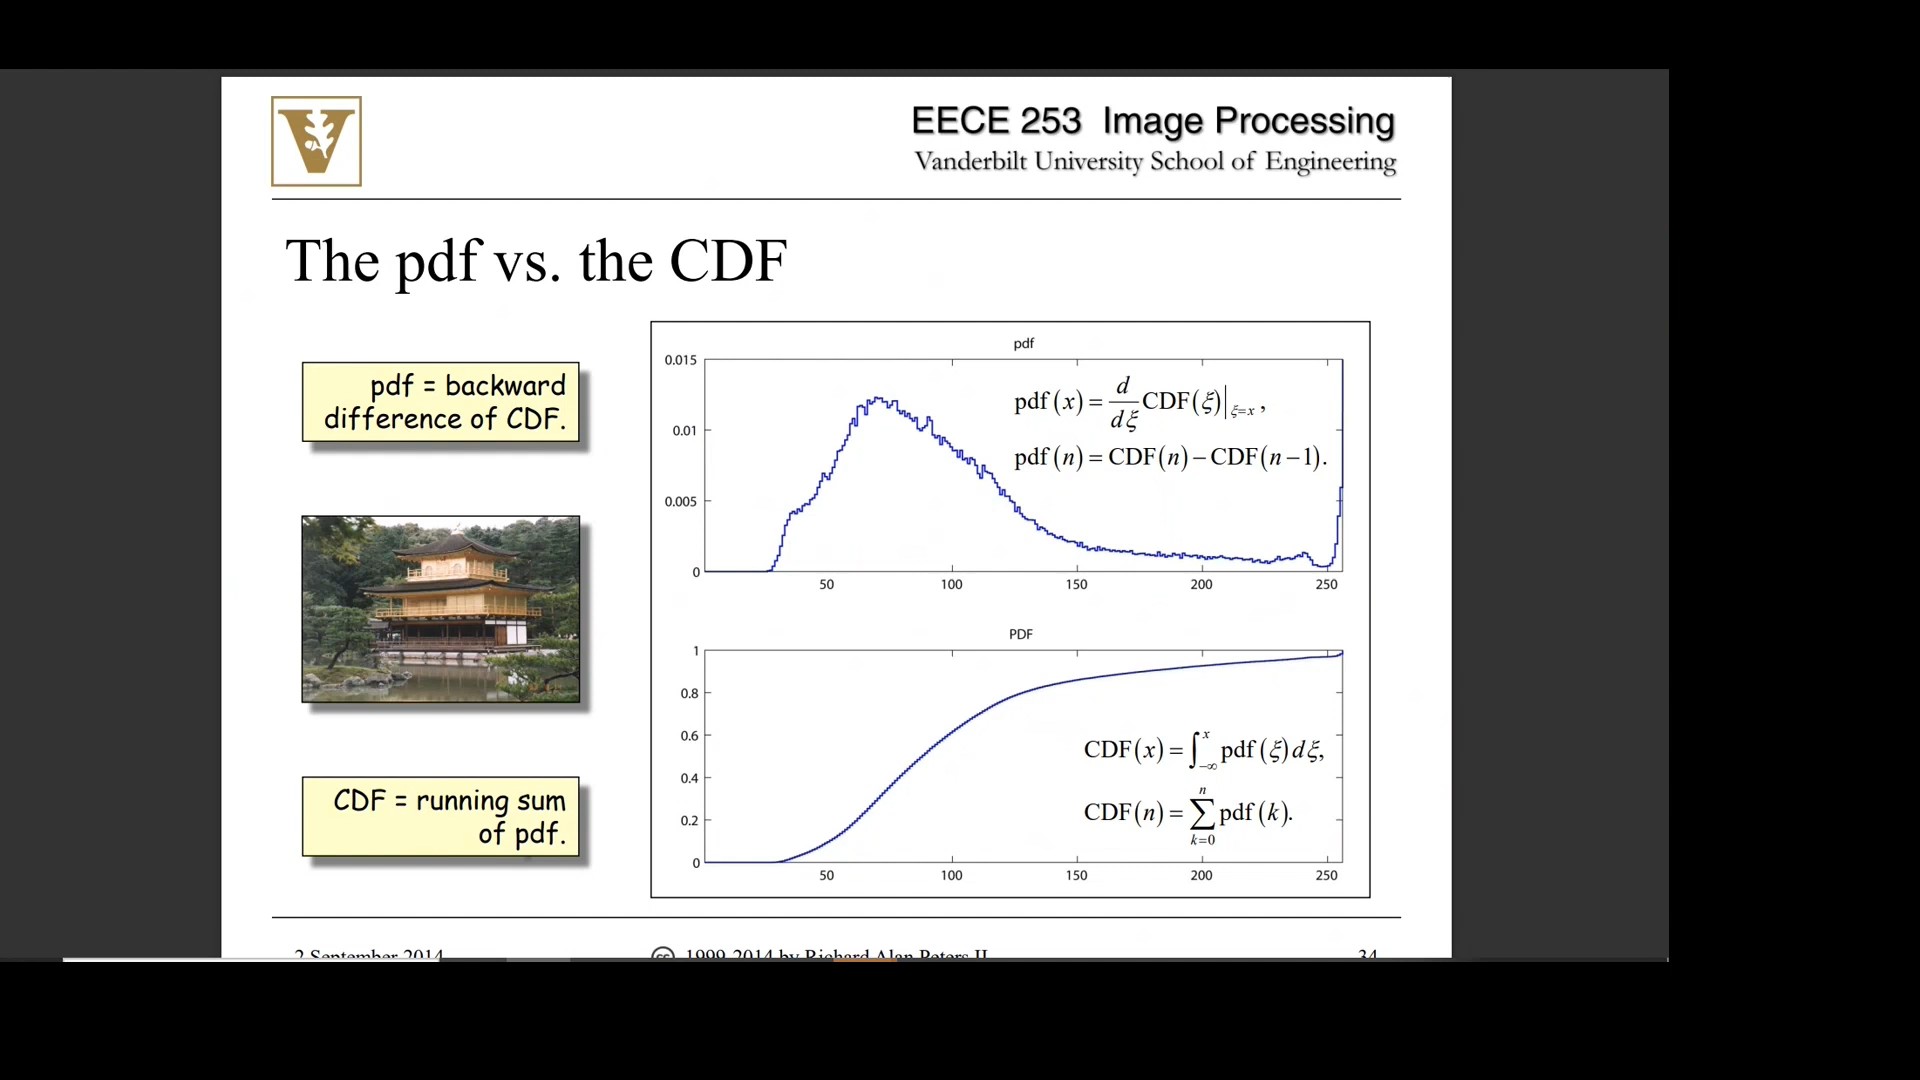 V
EECE 253 Image Processing
Vanderbilt University School of Engineering
The pdf vs. the CDF
pdf = backward
difference of CDF.
CDF = running sum
of pdf.
pdf
0.015
0.01
0.005
0
50 100 150 200 250
pdf(x) = d/dξ CDF(ξ)|ξ=x ,
pdf(n) = CDF(n) − CDF(n−1).
PDF
1
0.8
0.6
0.4
0.2
0
50 100 150 200 250
CDF(x) = ∫_{−∞}^{x} pdf(ξ)dξ,
CDF(n) = ∑_{k=0}^{n} pdf(k).
2 September 2014
cc 1999-2014 by Richard Alan Peters II
34